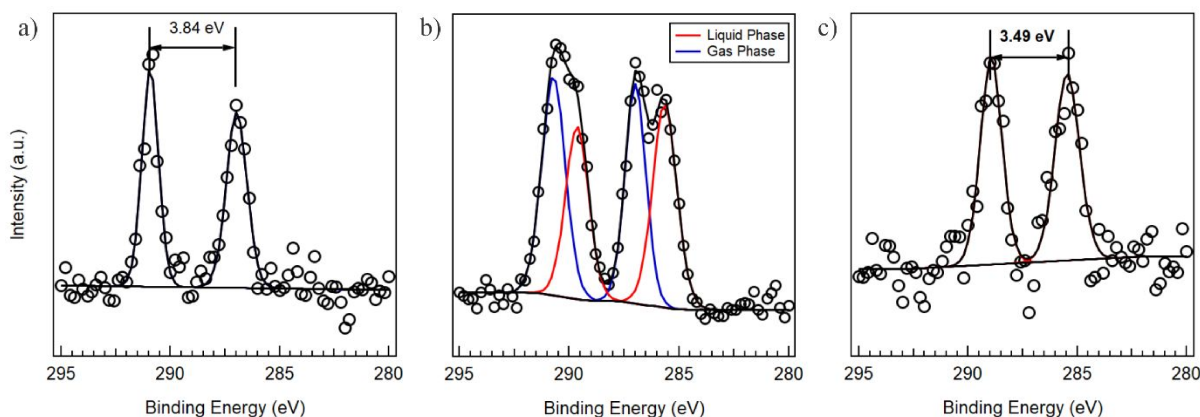 a)
3.84 eV
Intensity (a.u.)
295
290
285
280
Binding Energy (eV)
b)
Liquid Phase
Gas Phase
295
290
285
280
Binding Energy (eV)
c)
3.49 eV
295
290
285
280
Binding Energy (eV)